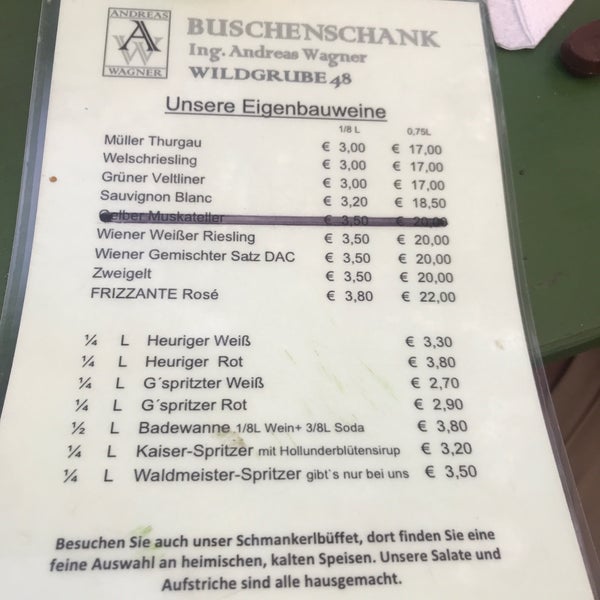 ANDREAS
AW
WAGNER
BUSCHENSCHANK
Ing. Andreas Wagner
WILDGRUBE 48
Unsere Eigenbauweine
1/8 L 0,75L
Müller Thurgau € 3,00 € 17,00
Welschriesling € 3,00 € 17,00
Grüner Veltliner € 3,00 € 17,00
Sauvignon Blanc € 3,20 € 18,50
Gelber Muskateller € 3,50 € 20,00
Wiener Weißer Riesling € 3,50 € 20,00
Wiener Gemischter Satz DAC € 3,50 € 20,00
Zweigelt € 3,50 € 20,00
FRIZZANTE Rosé € 3,80 € 22,00
¼ L Heuriger Weiß € 3,30
¼ L Heuriger Rot € 3,80
¼ L G´spritzter Weiß € 2,70
¼ L G´spritzer Rot € 2,90
½ L Badewanne 1/8L Wein+ 3/8L Soda € 3,80
¼ L Kaiser-Spritzer mit Hollunderblütensirup € 3,20
¼ L Waldmeister-Spritzer gibt`s nur bei uns € 3,50
Besuchen Sie auch unser Schmankerlbüffet, dort finden Sie eine
feine Auswahl an heimischen, kalten Speisen. Unsere Salate und
Aufstriche sind alle hausgemacht.